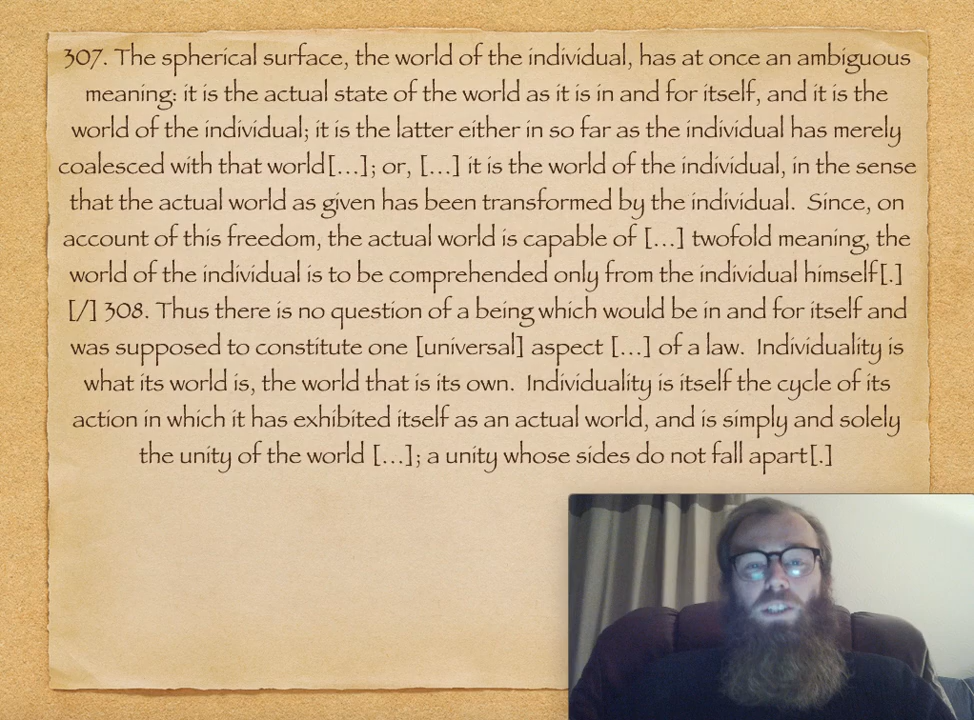 307. The spherical surface, the world of the individual, has at once an ambiguous
meaning: it is the actual state of the world as it is in and for itself, and it is the
world of the individual; it is the latter either in so far as the individual has merely
coalesced with that world[…]; or, […] it is the world of the individual, in the sense
that the actual world as given has been transformed by the individual. Since, on
account of this freedom, the actual world is capable of […] twofold meaning, the
world of the individual is to be comprehended only from the individual himself[.]
[/] 308. Thus there is no question of a being which would be in and for itself and
was supposed to constitute one [universal] aspect […] of a law. Individuality is
what its world is, the world that is its own. Individuality is itself the cycle of its
action in which it has exhibited itself as an actual world, and is simply and solely
the unity of the world […]; a unity whose sides do not fall apart[.]